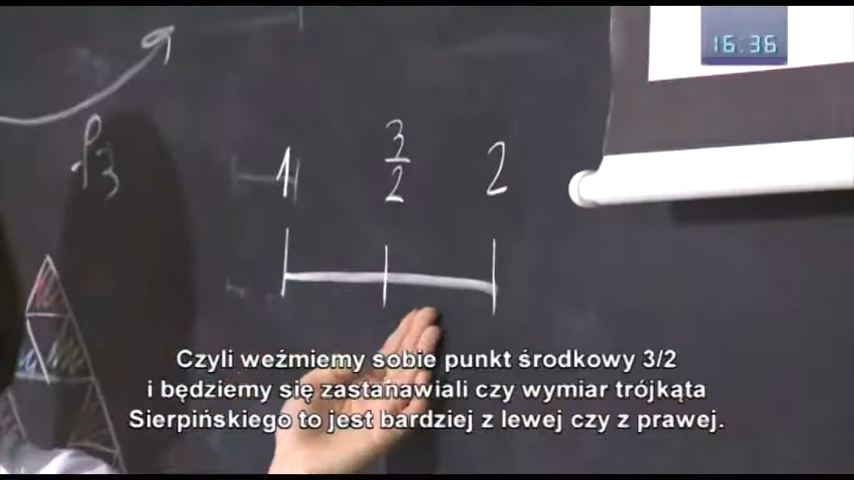 16:36
f3
1 3/2 2
Czyli weźmiemy sobie punkt środkowy 3/2
i będziemy się zastanawiali czy wymiar trójkąta
Sierpińskiego to jest bardziej z lewej czy z prawej.